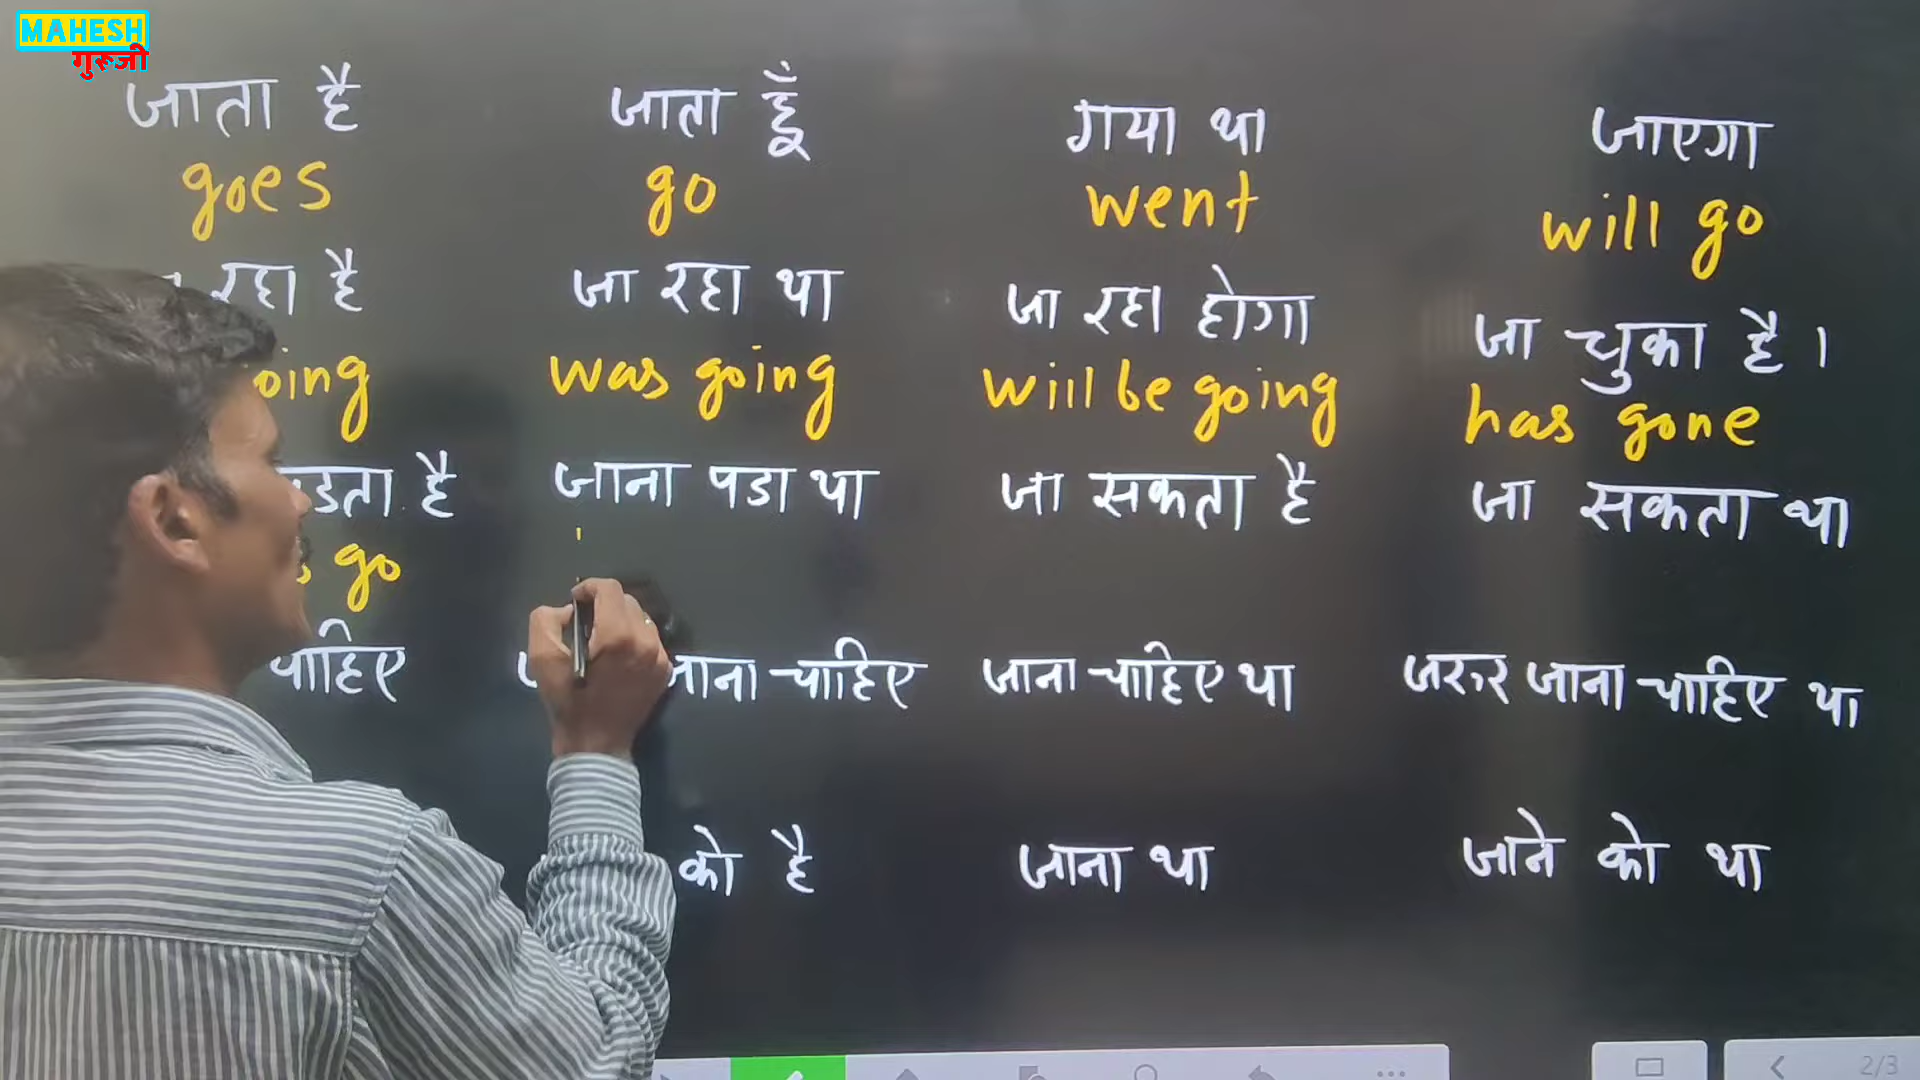 MAHESH
गुरूजी
जाता है जाता हूँ गया था जाएगा
goes go went will go
रहा है जा रहा था जा रहा होगा जा चुका है।
was going will be going has gone
है जाना पडा था जा सकता है जा सकता था
go
चाहिए जाना चाहिए जाना चाहिए था जरुर जाना चाहिए था
को है जाना था जाने को था
2/3